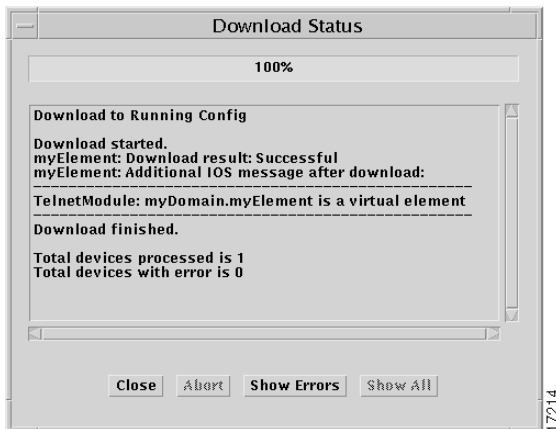 Download Status
100%
Download to Running Config
Download started.
myElement: Download result: Successful
myElement: Additional IOS message after download:
------------------------------------------------------------
TelnetModule: myDomain.myElement is a virtual element
------------------------------------------------------------
Download finished.
Total devices processed is 1
Total devices with error is 0
Close Abort Show Errors Show All
17214